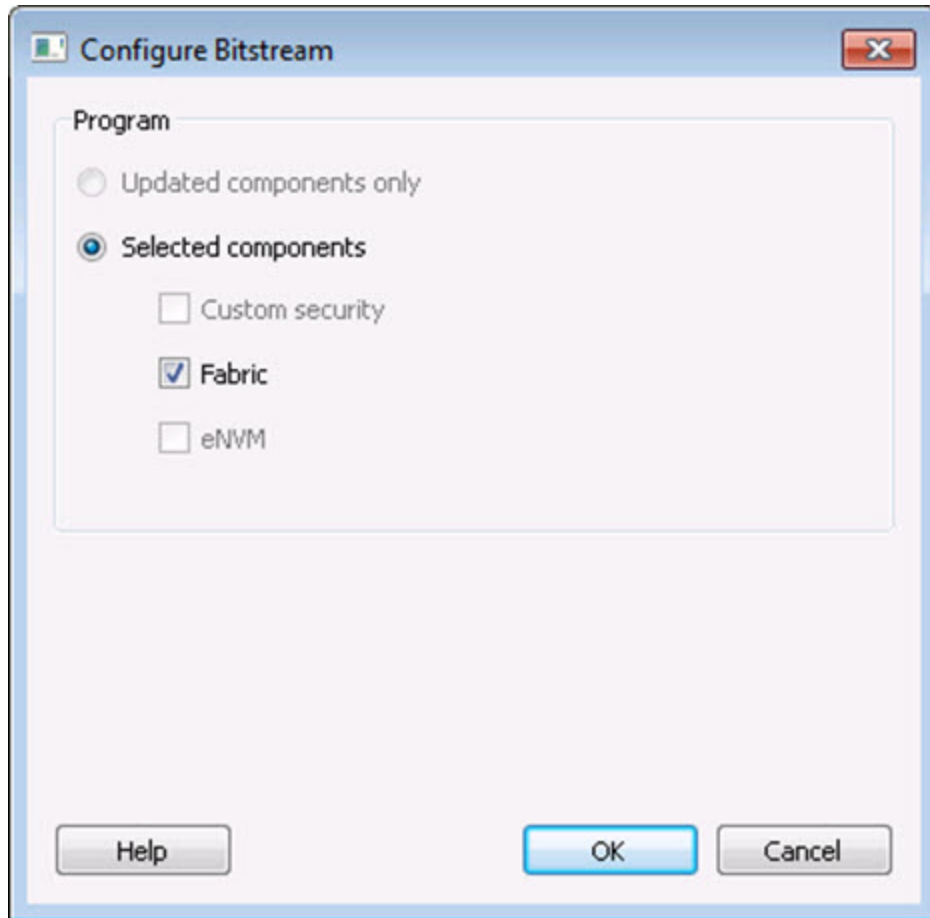 Configure Bitstream
Program
Updated components only
Selected components
Custom security
Fabric
eNVM
Help
OK
Cancel